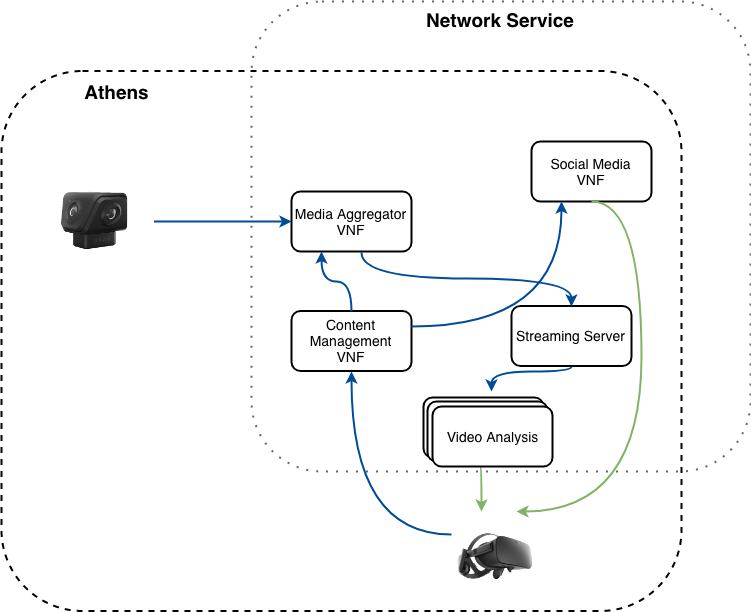 Network Service
Athens
Social Media
VNF
Media Aggregator
VNF
Content
Management
VNF
Streaming Server
Video Analysis